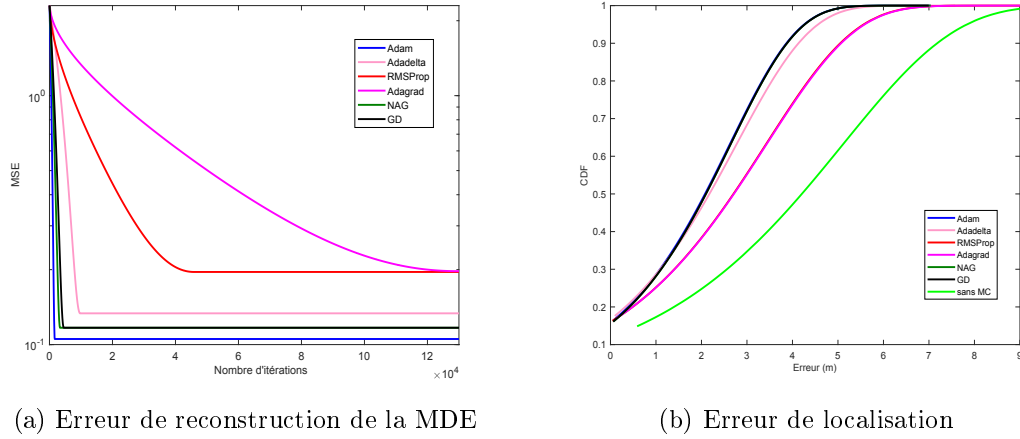 Adam
Adadelta
RMSProp
Adagrad
NAG
GD
MSE
10^0
10^-1
0 2 4 6 8 10 12
×10^4
Nombre d'itérations
(a) Erreur de reconstruction de la MDE
1
0.9
0.8
0.7
0.6
0.5
0.4
0.3
0.2
0.1
CDF
Adam
Adadelta
RMSProp
Adagrad
NAG
GD
sans MC
0 1 2 3 4 5 6 7 8 9
Erreur (m)
(b) Erreur de localisation